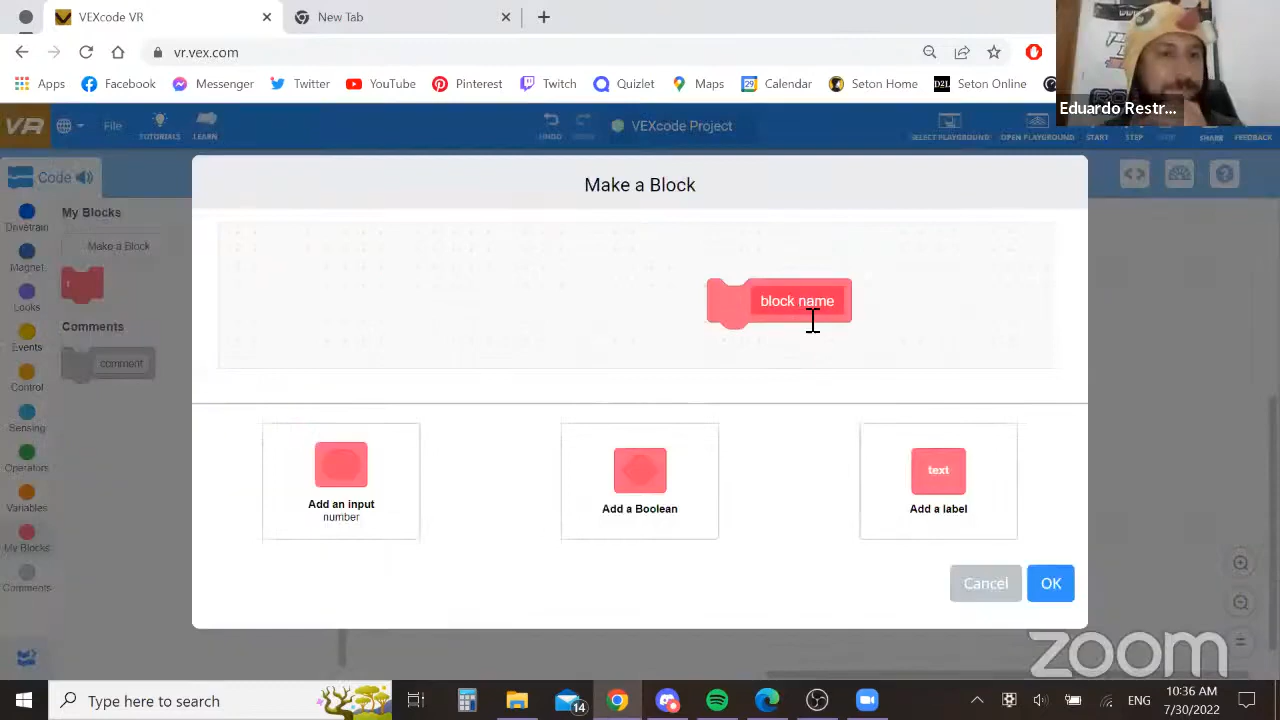 VEXcode VR
New Tab
vr.vex.com
Apps
Facebook
Messenger
Twitter
YouTube
Pinterest
Twitch
Quizlet
Maps
29
Calendar
Seton Home
D2L
Seton Online
Eduardo Restr...
VR
File
TUTORIALS
LEARN
UNDO
VEXcode Project
SELECT PLAYGROUND
OPEN PLAYGROUND
START
STEP
SHARE
FEEDBACK
Code
Make a Block
My Blocks
Make a Block
Comments
comment
Drivetrain
Magnet
Looks
Events
Control
Sensing
Operators
Variables
My Blocks
Comments
block name
Add an input
number
Add a Boolean
text
Add a label
Cancel
OK
zoom
Type here to search
14
ENG
10:36 AM
7/30/2022